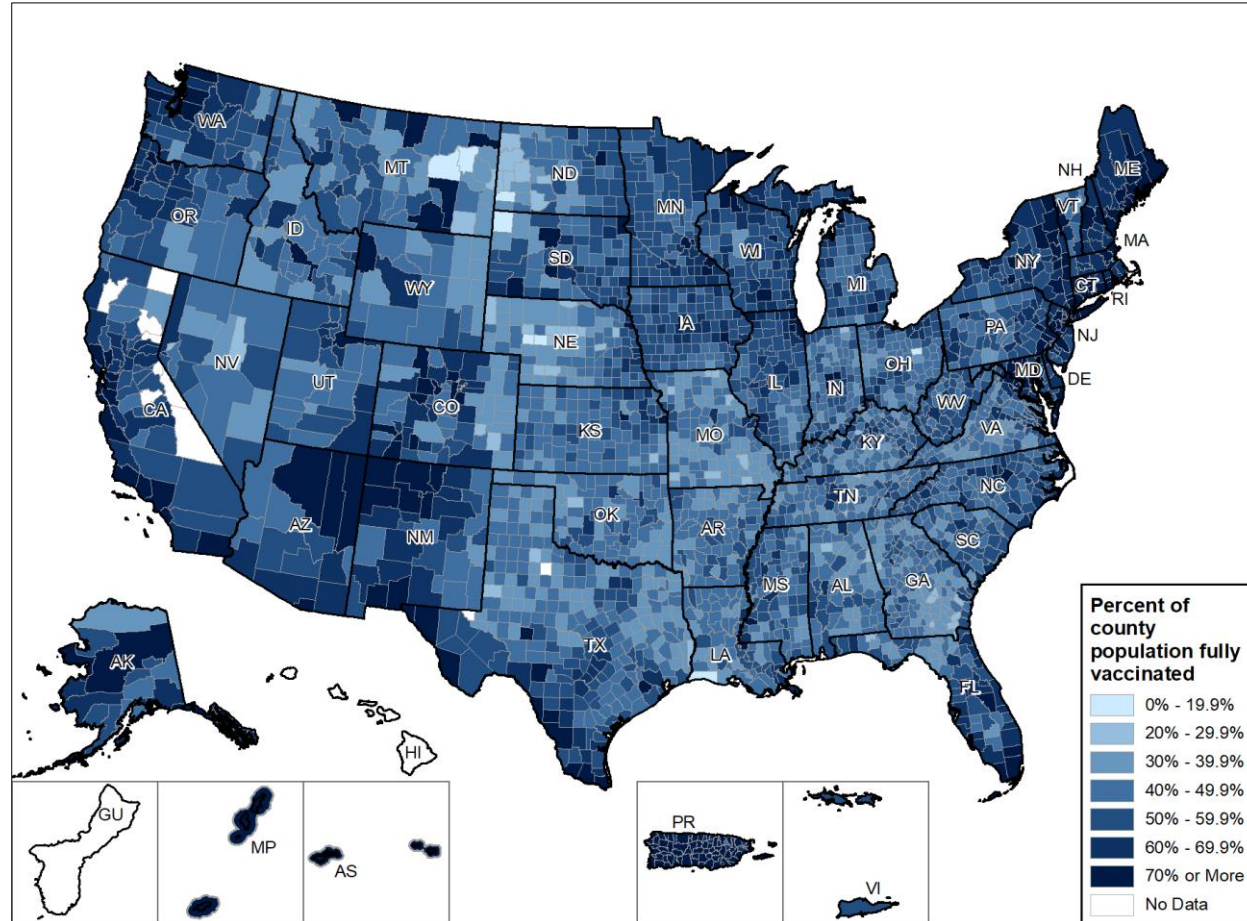 WA
MT
ND
MN
NH
ME
VT
OR
ID
SD
WI
MA
NY
WY
MI
CT
RI
IA
NE
PA
NJ
NV
OH
UT
IL
IN
MD
DE
CO
WV
CA
KS
MO
VA
KY
NC
TN
OK
AZ
NM
AR
SC
MS
AL
GA
TX
LA
AK
FL
HI
GU
MP
AS
PR
VI
Percent of
county
population fully
vaccinated
0% - 19.9%
20% - 29.9%
30% - 39.9%
40% - 49.9%
50% - 59.9%
60% - 69.9%
70% or More
No Data